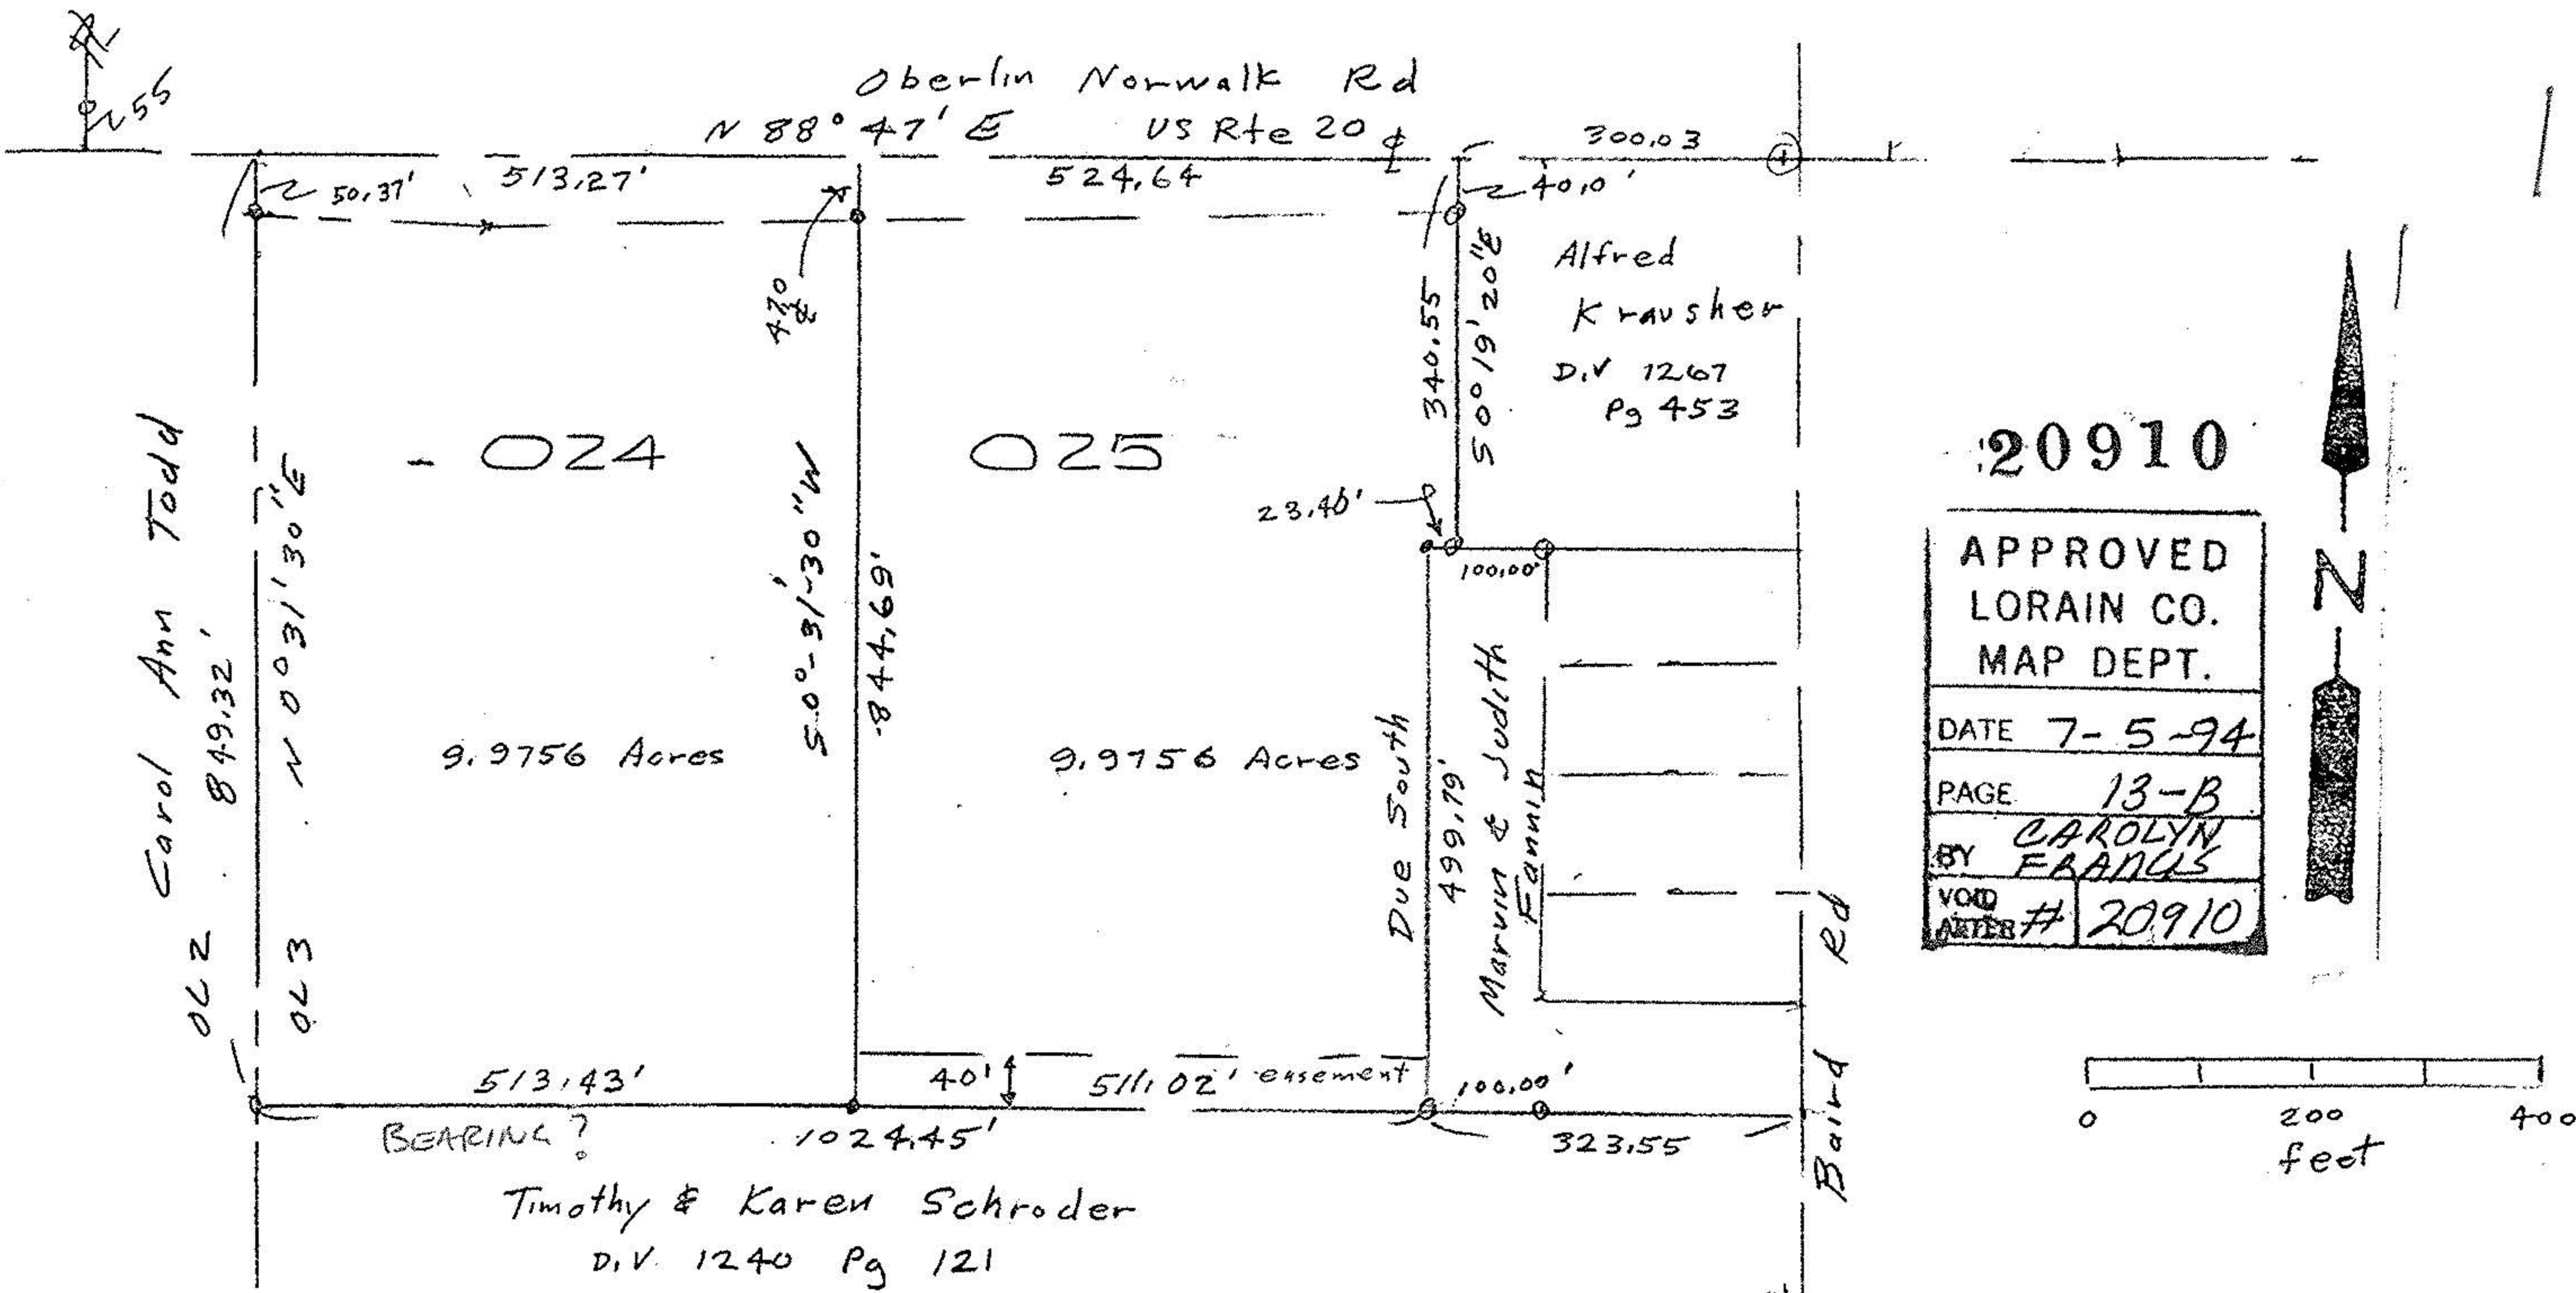 Oberlin Norwalk Rd
N 88° 47' E US Rte 20 ℄
300.03
513.27'
524.64
50.37'
40.0'
340.55
S 0° 19' 20" E
Alfred
Krausher
D.V 1267
Pg 453
024
025
23.40'
100.00'
Carol Ann Todd
849.32'
N 0° 31' 30" E
S 0°-31'-30" W
844.69'
9.9756 Acres
9.9756 Acres
Due South
499.79'
Marvin & Judith
Fannin
OL 2
OL 3
513.43'
40'
511.02' easement
100.00'
BEARING?
1024.45'
323.55
Baird Rd
Timothy & Karen Schroder
D.V. 1240 Pg 121
20910
APPROVED
LORAIN CO.
MAP DEPT.
DATE 7-5-94
PAGE 13-B
BY CAROLYN
FRANCIS
VOID
AFTER # 20910
N
0 200 400
feet